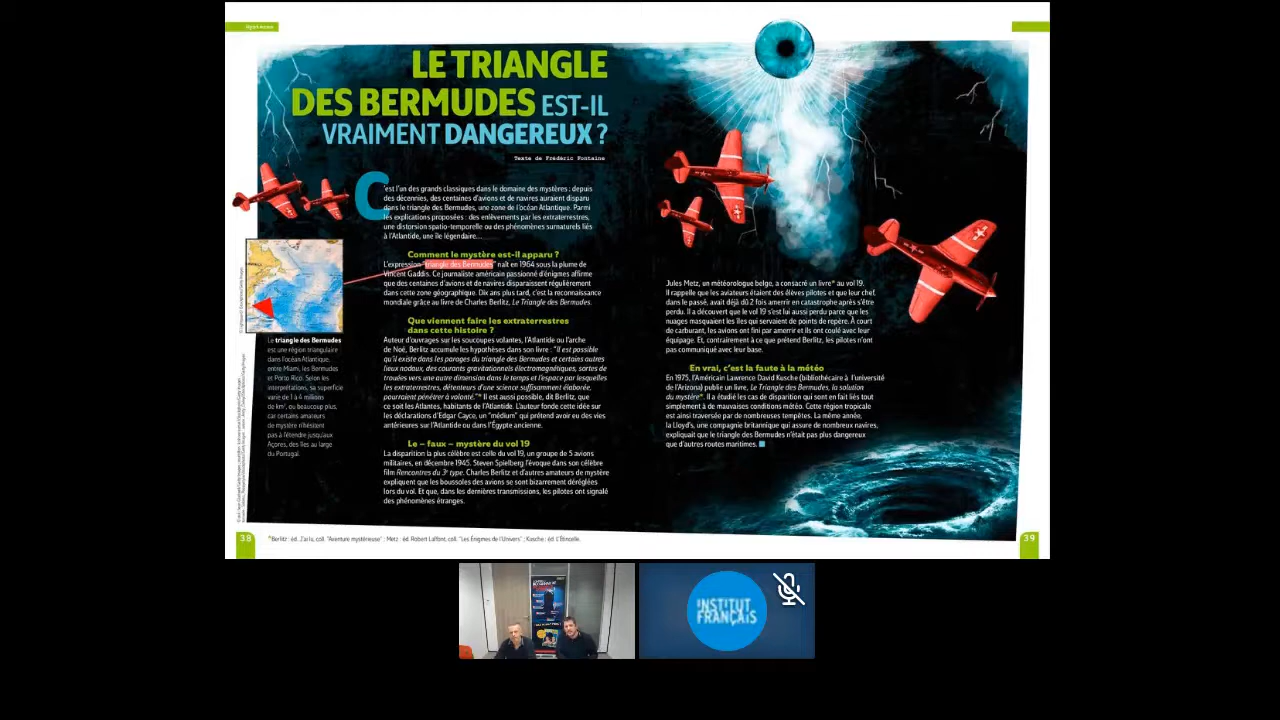 LE TRIANGLE
DES BERMUDES EST-IL
VRAIMENT DANGEREUX ?
Texte de Frédéric Fontaine
C'est l'un des grands classiques dans le domaine des mystères : depuis
des décennies, des centaines d'avions et de navires auraient disparu
dans le triangle des Bermudes, une zone de l'océan Atlantique. Parmi
les explications proposées : des enlèvements par les extraterrestres,
une distorsion spatio-temporelle ou des phénomènes surnaturels liés
à l'Atlantide, une île légendaire...
Comment le mystère est-il apparu ?
L'expression "triangle des Bermudes" naît en 1964 sous la plume de
Vincent Gaddis. Ce journaliste américain passionné d'énigmes affirme
que des centaines d'avions et de navires disparaissent régulièrement
dans cette zone géographique. Dix ans plus tard, c'est la reconnaissance
mondiale grâce au livre de Charles Berlitz, Le Triangle des Bermudes.
Que viennent faire les extraterrestres
dans cette histoire ?
Auteur d'ouvrages sur les soucoupes volantes, l'Atlantide ou l'arche
de Noé, Berlitz accumule les hypothèses dans son livre : "Il est possible
qu'il existe dans les parages du triangle des Bermudes et certains autres
lieux nodaux, des courants gravitationnels électromagnétiques, sortes de
trouées vers une autre dimension dans le temps et l'espace par lesquelles
les extraterrestres, détenteurs d'une science suffisamment élaborée,
pourraient pénétrer à volonté."* Il est aussi possible, dit Berlitz, que
ce soit les Atlantes, habitants de l'Atlantide. L'auteur fonde cette idée sur
les déclarations d'Edgar Cayce, un "médium" qui prétend avoir eu des vies
antérieures sur l'Atlantide ou dans l'Égypte ancienne.
Le – faux – mystère du vol 19
La disparition la plus célèbre est celle du vol 19, un groupe de 5 avions
militaires, en décembre 1945. Steven Spielberg l'évoque dans son célèbre
film Rencontres du 3e type. Charles Berlitz et d'autres amateurs de mystère
expliquent que les boussoles des avions se sont bizarrement déréglées
lors du vol. Et que, dans les dernières transmissions, les pilotes ont signalé
des phénomènes étranges.
Le triangle des Bermudes
est une région triangulaire
dans l'océan Atlantique,
entre Miami, les Bermudes
et Porto Rico. Selon les
interprétations, sa superficie
varie de 1 à 4 millions
de km², ou beaucoup plus,
car certains amateurs
de mystère n'hésitent
pas à l'étendre jusqu'aux
Açores, des îles au large
du Portugal.
Jules Metz, un météorologue belge, a consacré un livre* au vol 19.
Il rappelle que les aviateurs étaient des élèves pilotes et que leur chef,
dans le passé, avait déjà dû 2 fois amerrir en catastrophe après s'être
perdu. Il a découvert que le vol 19 s'est lui aussi perdu parce que les
nuages masquaient les îles qui servaient de points de repère. À court
de carburant, les avions ont fini par amerrir et ils ont coulé avec leur
équipage. Et, contrairement à ce que prétend Berlitz, les pilotes n'ont
pas communiqué avec leur base.
En vrai, c'est la faute à la météo
En 1975, l'Américain Lawrence David Kusche (bibliothécaire à l'université
de l'Arizona) publie un livre, Le Triangle des Bermudes, la solution
du mystère*. Il a étudié les cas de disparitions qui sont en fait liés tout
simplement à de mauvaises conditions météo. Cette région tropicale
est ainsi traversée par de nombreuses tempêtes. La même année,
la Lloyd's, une compagnie britannique qui assure de nombreux navires,
expliquait que le triangle des Bermudes n'était pas plus dangereux
que d'autres routes maritimes.
38
*Berlitz : éd. J'ai lu, coll. "Aventure mystérieuse" ; Metz : éd. Robert Laffont, coll. "Les Énigmes de l'Univers" ; Kusche : éd. L'Étincelle.
39
INSTITUT
FRANÇAIS